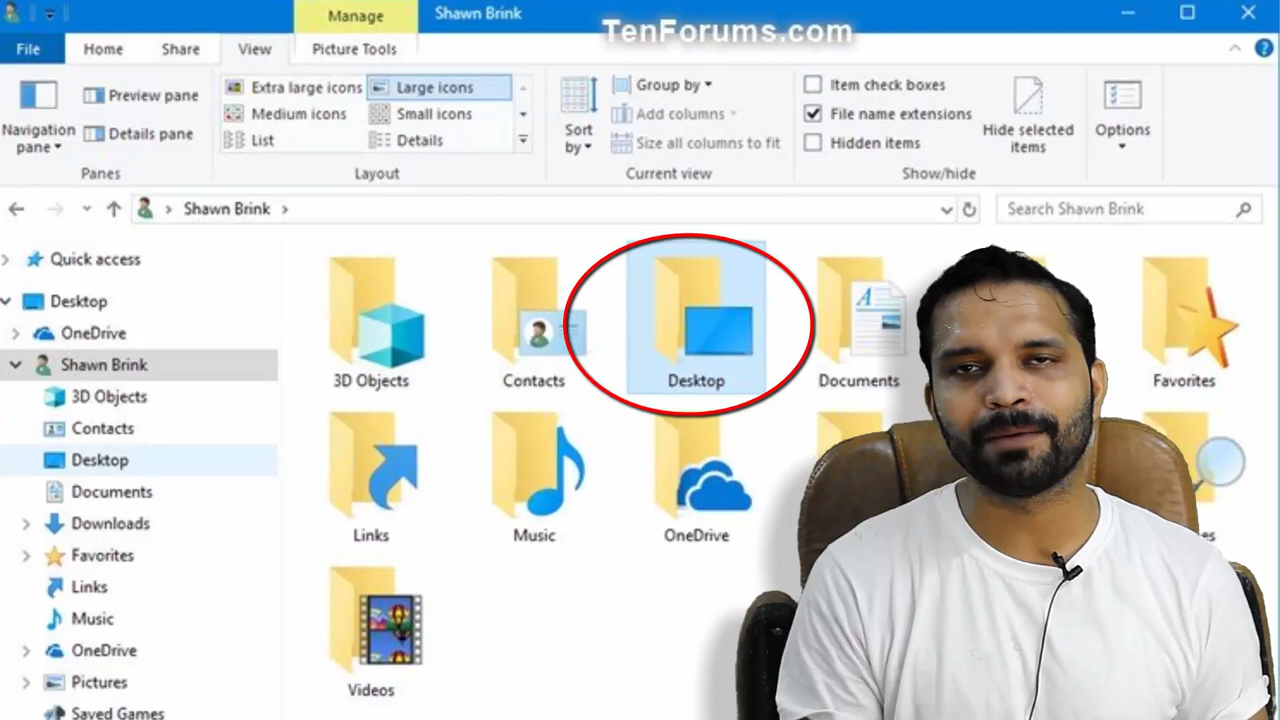 Manage
Shawn Brink
TenForums.com
File
Home
Share
View
Picture Tools
Navigation
pane
Preview pane
Details pane
Panes
Extra large icons
Large icons
Medium icons
Small icons
List
Details
Layout
Sort
by
Group by
Add columns
Size all columns to fit
Current view
Item check boxes
File name extensions
Hidden items
Hide selected
items
Show/hide
Options
Shawn Brink
Search Shawn Brink
Quick access
Desktop
OneDrive
Shawn Brink
3D Objects
Contacts
Desktop
Documents
Downloads
Favorites
Links
Music
OneDrive
Pictures
Saved Games
3D Objects
Contacts
Desktop
Documents
Favorites
Links
Music
OneDrive
Videos